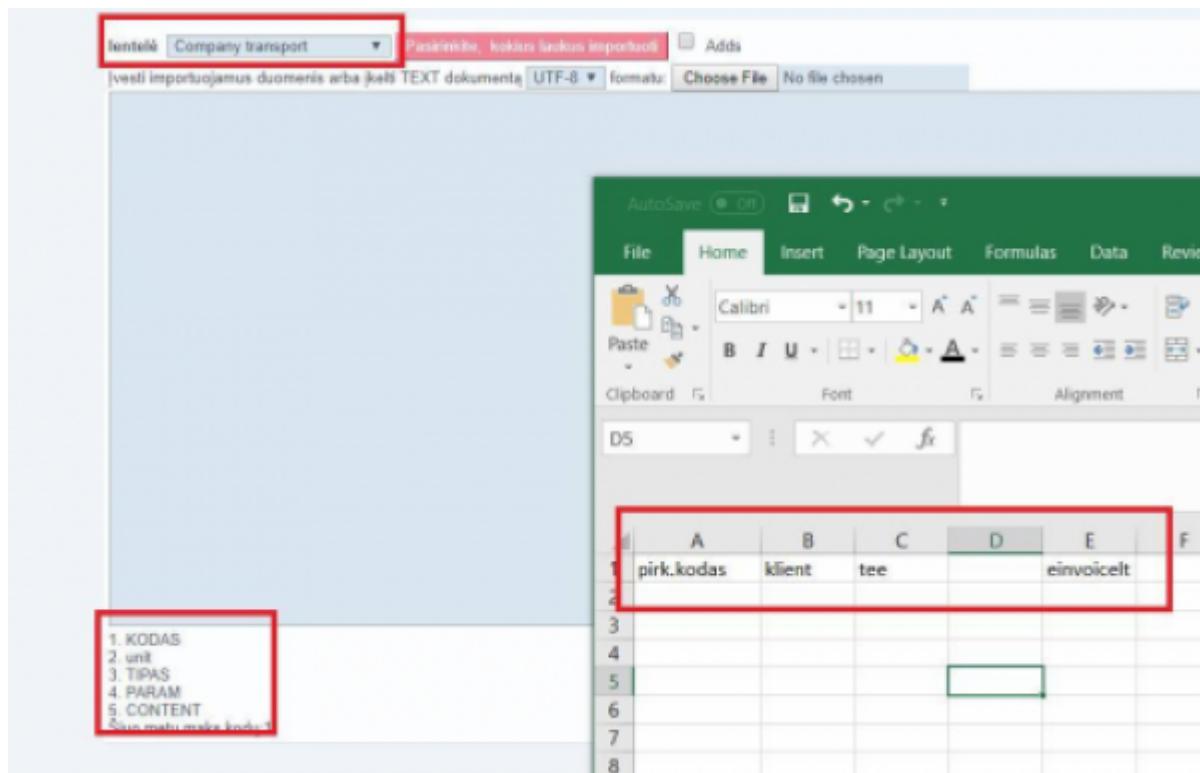 lentelė Company transport ▼ Pasirinkite, kokius laukus importuoti Adds
Įvesti importuojamus duomenis arba įkelti TEXT dokumentą UTF-8 ▼ formatu: Choose File No file chosen
AutoSave Off
File Home Insert Page Layout Formulas Data
Calibri 11 A A
Paste B I U A
Clipboard Font Alignment
D5 fx
A B C D E F
1 pirk.kodas klient tee einvoicelt
2
3
4
5
6
7
8
1. KODAS
2. unit
3. TIPAS
4. PARAM
5. CONTENT